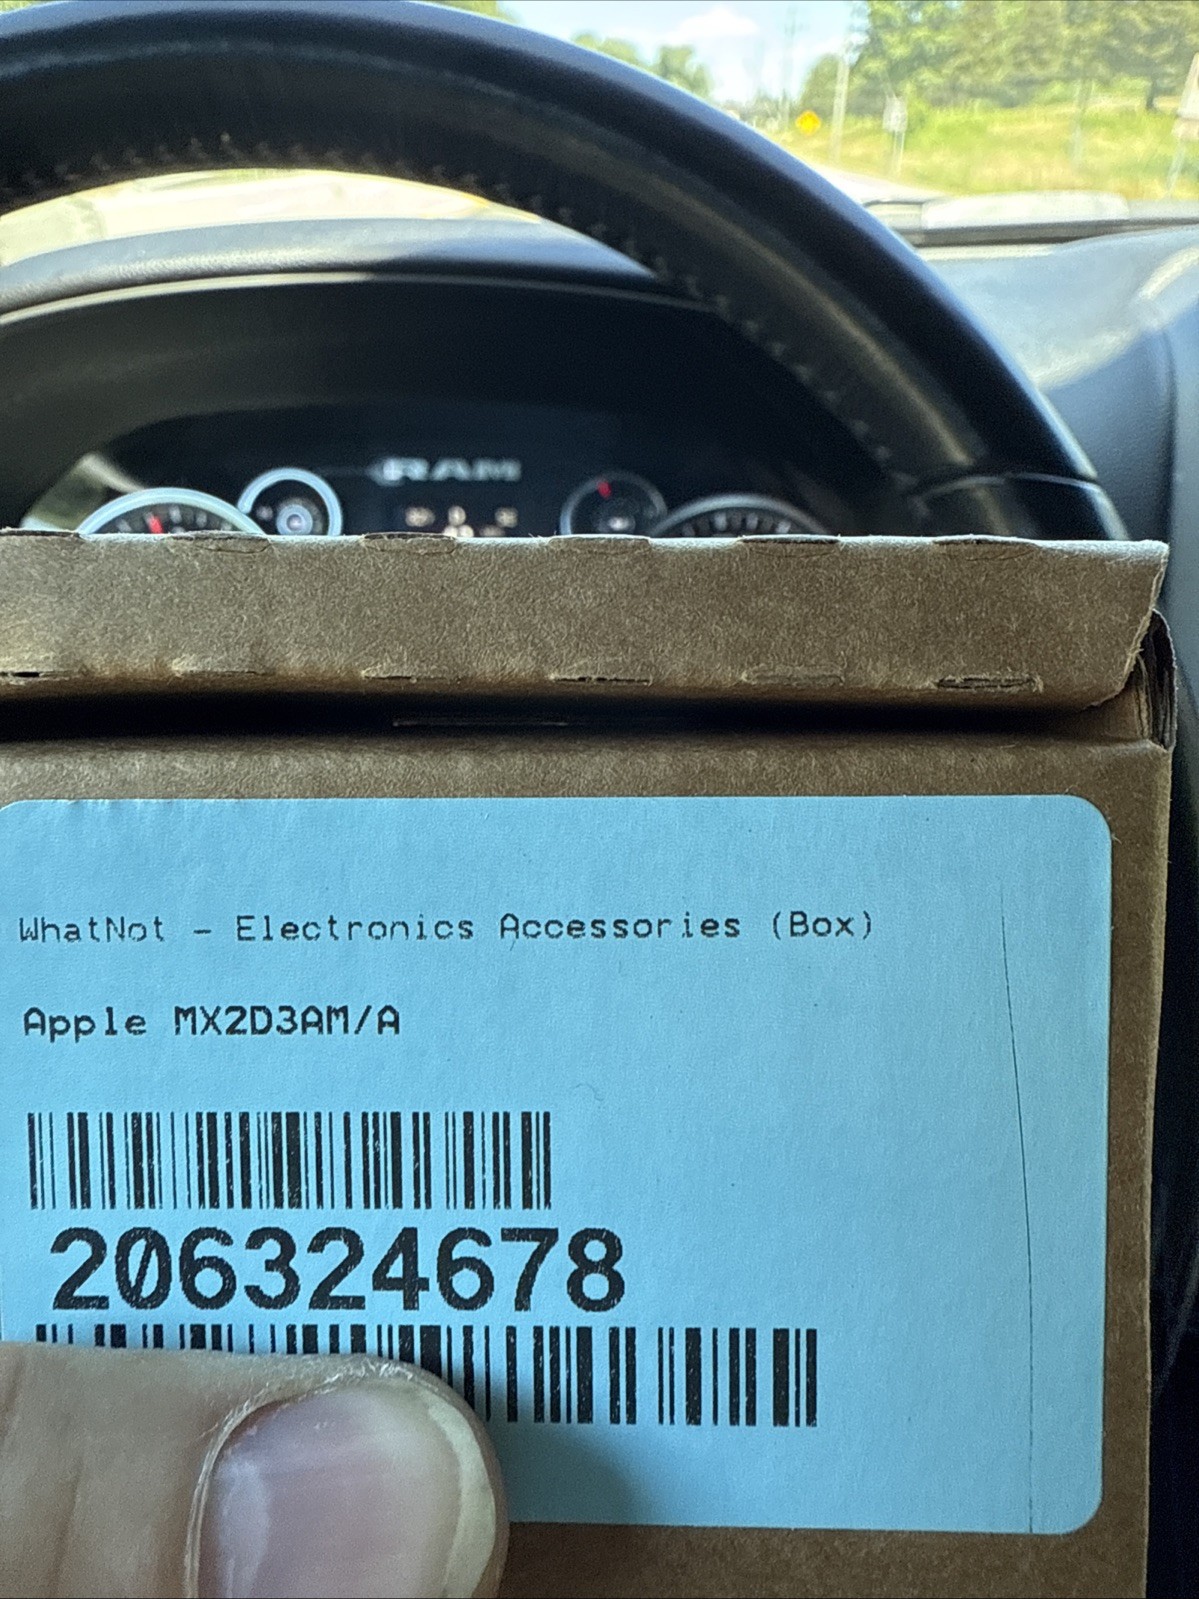 RAM
WhatNot - Electronics Accessories (Box)
Apple MX2D3AM/A
206324678